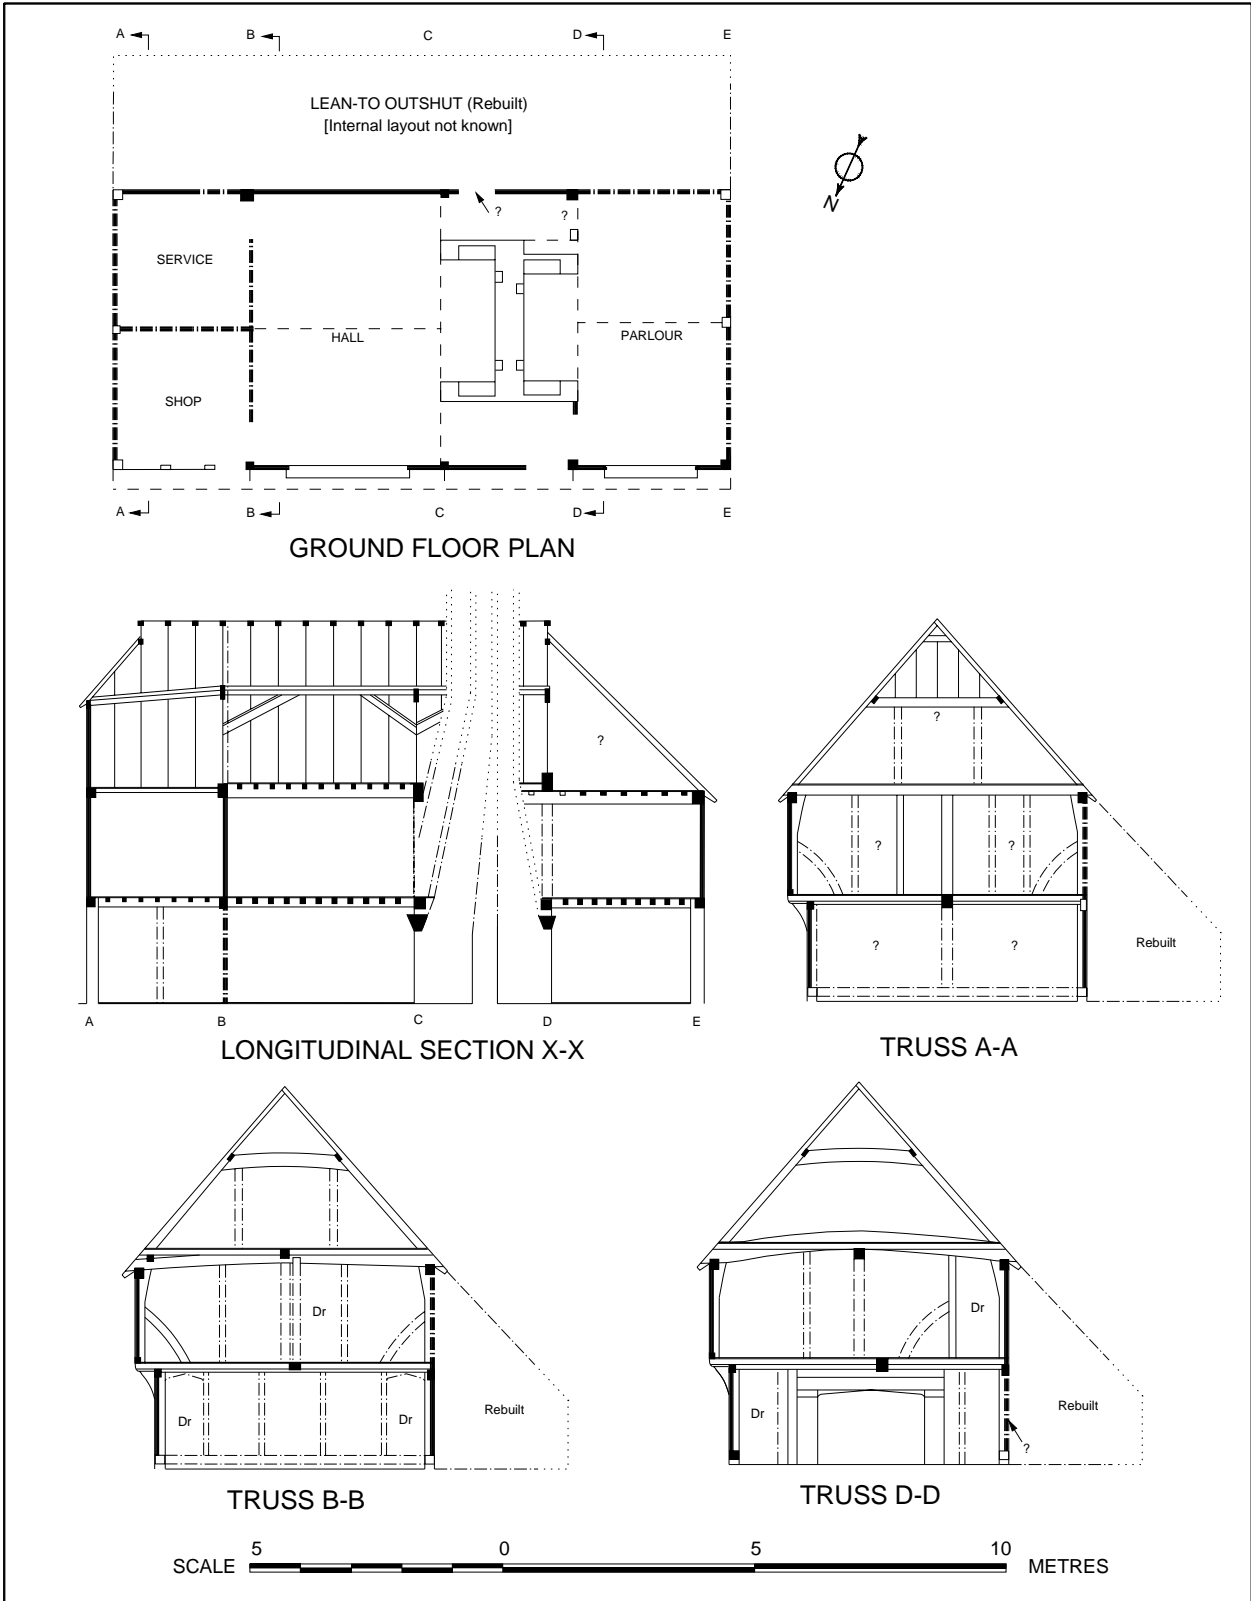 A B C D E
LEAN-TO OUTSHUT (Rebuilt)
[Internal layout not known]
N
? ?
SERVICE
HALL
PARLOUR
SHOP
A B C D E
GROUND FLOOR PLAN
?
A B C D E
LONGITUDINAL SECTION X-X
?
? ?
? ?
Rebuilt
TRUSS A-A
Dr
Dr Dr
Rebuilt
TRUSS B-B
Dr
Dr
Rebuilt
?
TRUSS D-D
5 0 5 10
SCALE METRES